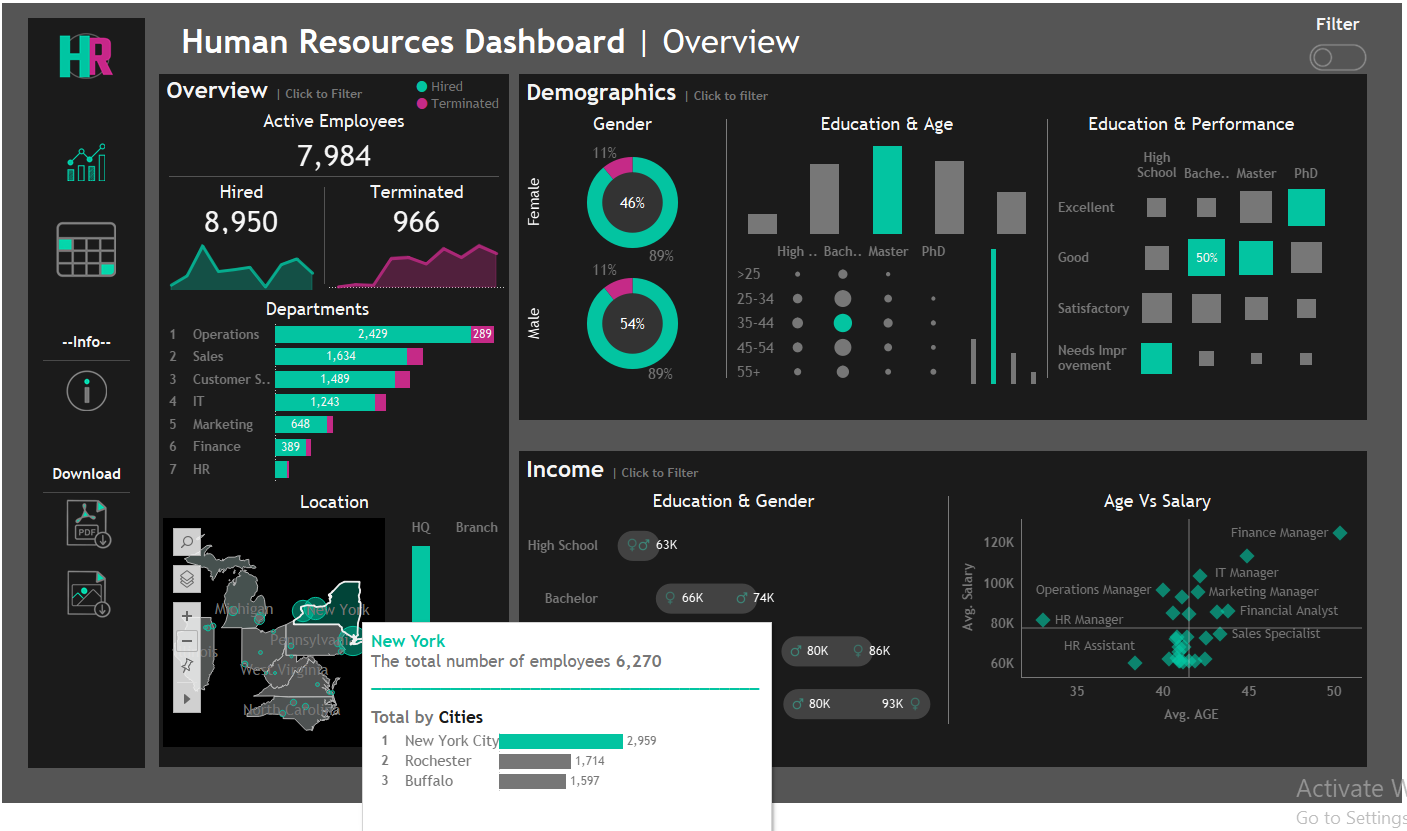 HR
Human Resources Dashboard | Overview
Filter
--Info--
Download
PDF
Overview | Click to Filter
Hired
Terminated
Active Employees
7,984
Hired
8,950
Terminated
966
Departments
1 Operations 2,429 289
2 Sales 1,634
3 Customer S.. 1,489
4 IT 1,243
5 Marketing 648
6 Finance 389
7 HR
Location
HQ Branch
Michigan
New York
Pennsylvani
West Virginia
North Carolina
New York
The total number of employees 6,270
Total by Cities
1 New York City 2,959
2 Rochester 1,714
3 Buffalo 1,597
Demographics | Click to filter
Gender
Female
11%
46%
89%
Male
11%
54%
89%
Education & Age
High .. Bach.. Master PhD
>25
25-34
35-44
45-54
55+
Education & Performance
High School Bache.. Master PhD
Excellent
Good 50%
Satisfactory
Needs Impr
ovement
Income | Click to Filter
Education & Gender
High School 63K
Bachelor 66K 74K
80K 86K
80K 93K
Age Vs Salary
Avg. Salary
120K
100K
80K
60K
Finance Manager
IT Manager
Operations Manager
Marketing Manager
Financial Analyst
HR Manager
Sales Specialist
HR Assistant
35 40 45 50
Avg. AGE
Activate W
Go to Settings